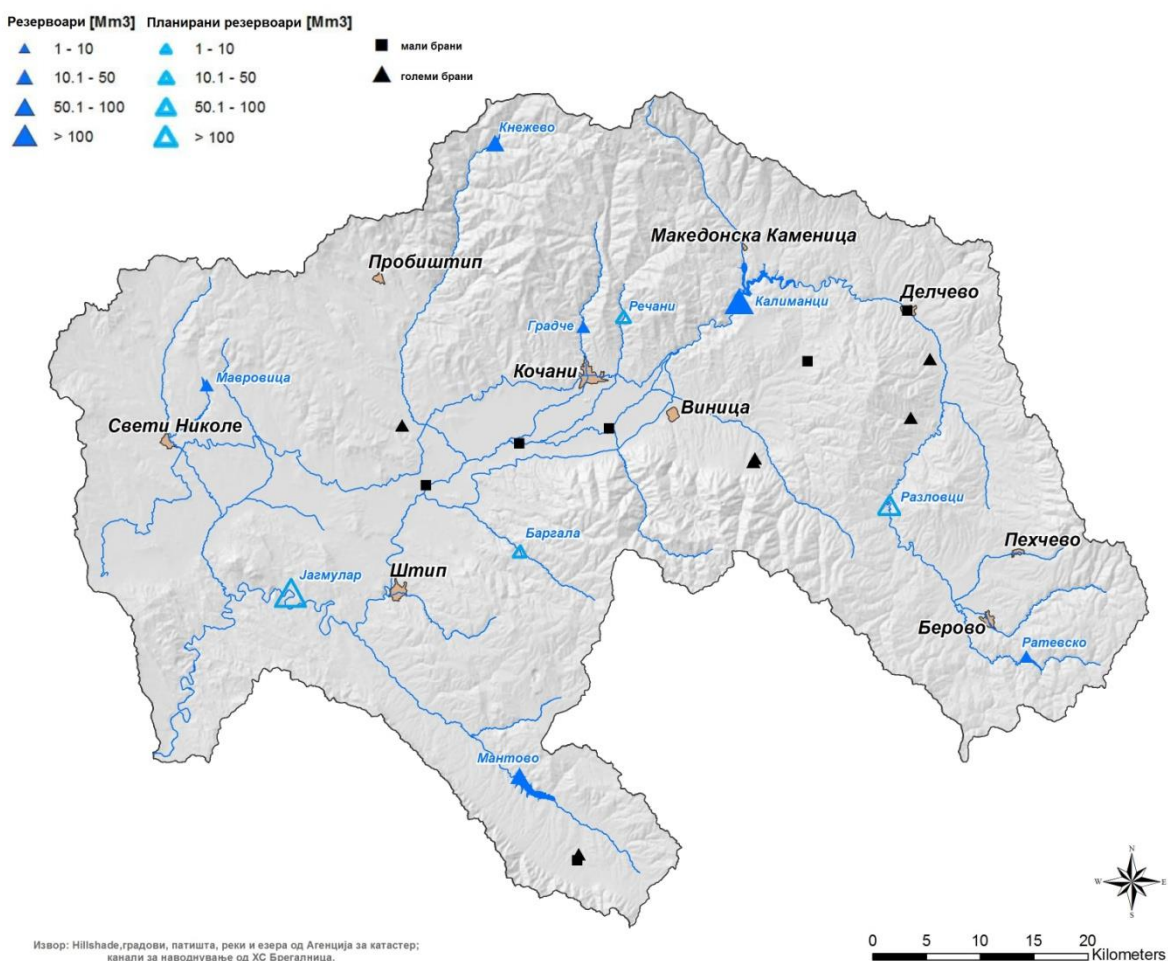 Резервоари [Mm3] Планирани резервоари [Mm3]
1 - 10 1 - 10 мали брани
10.1 - 50 10.1 - 50 големи брани
50.1 - 100 50.1 - 100
> 100 > 100
Кнежево
Македонска Каменица
Пробиштип
Делчево
Калиманци
Речани
Градче
Кочани
Мавровица
Виница
Свети Николе
Разловци
Баргала
Пехчево
Јагмулар
Штип
Берово
Ратевско
Мантово
N
W E
S
Извор: Hillshade,градови, патишта, реки и езера од Агенција за катастер;
канали за наводнување од ХС Брегалница.
0 5 10 15 20
Kilometers